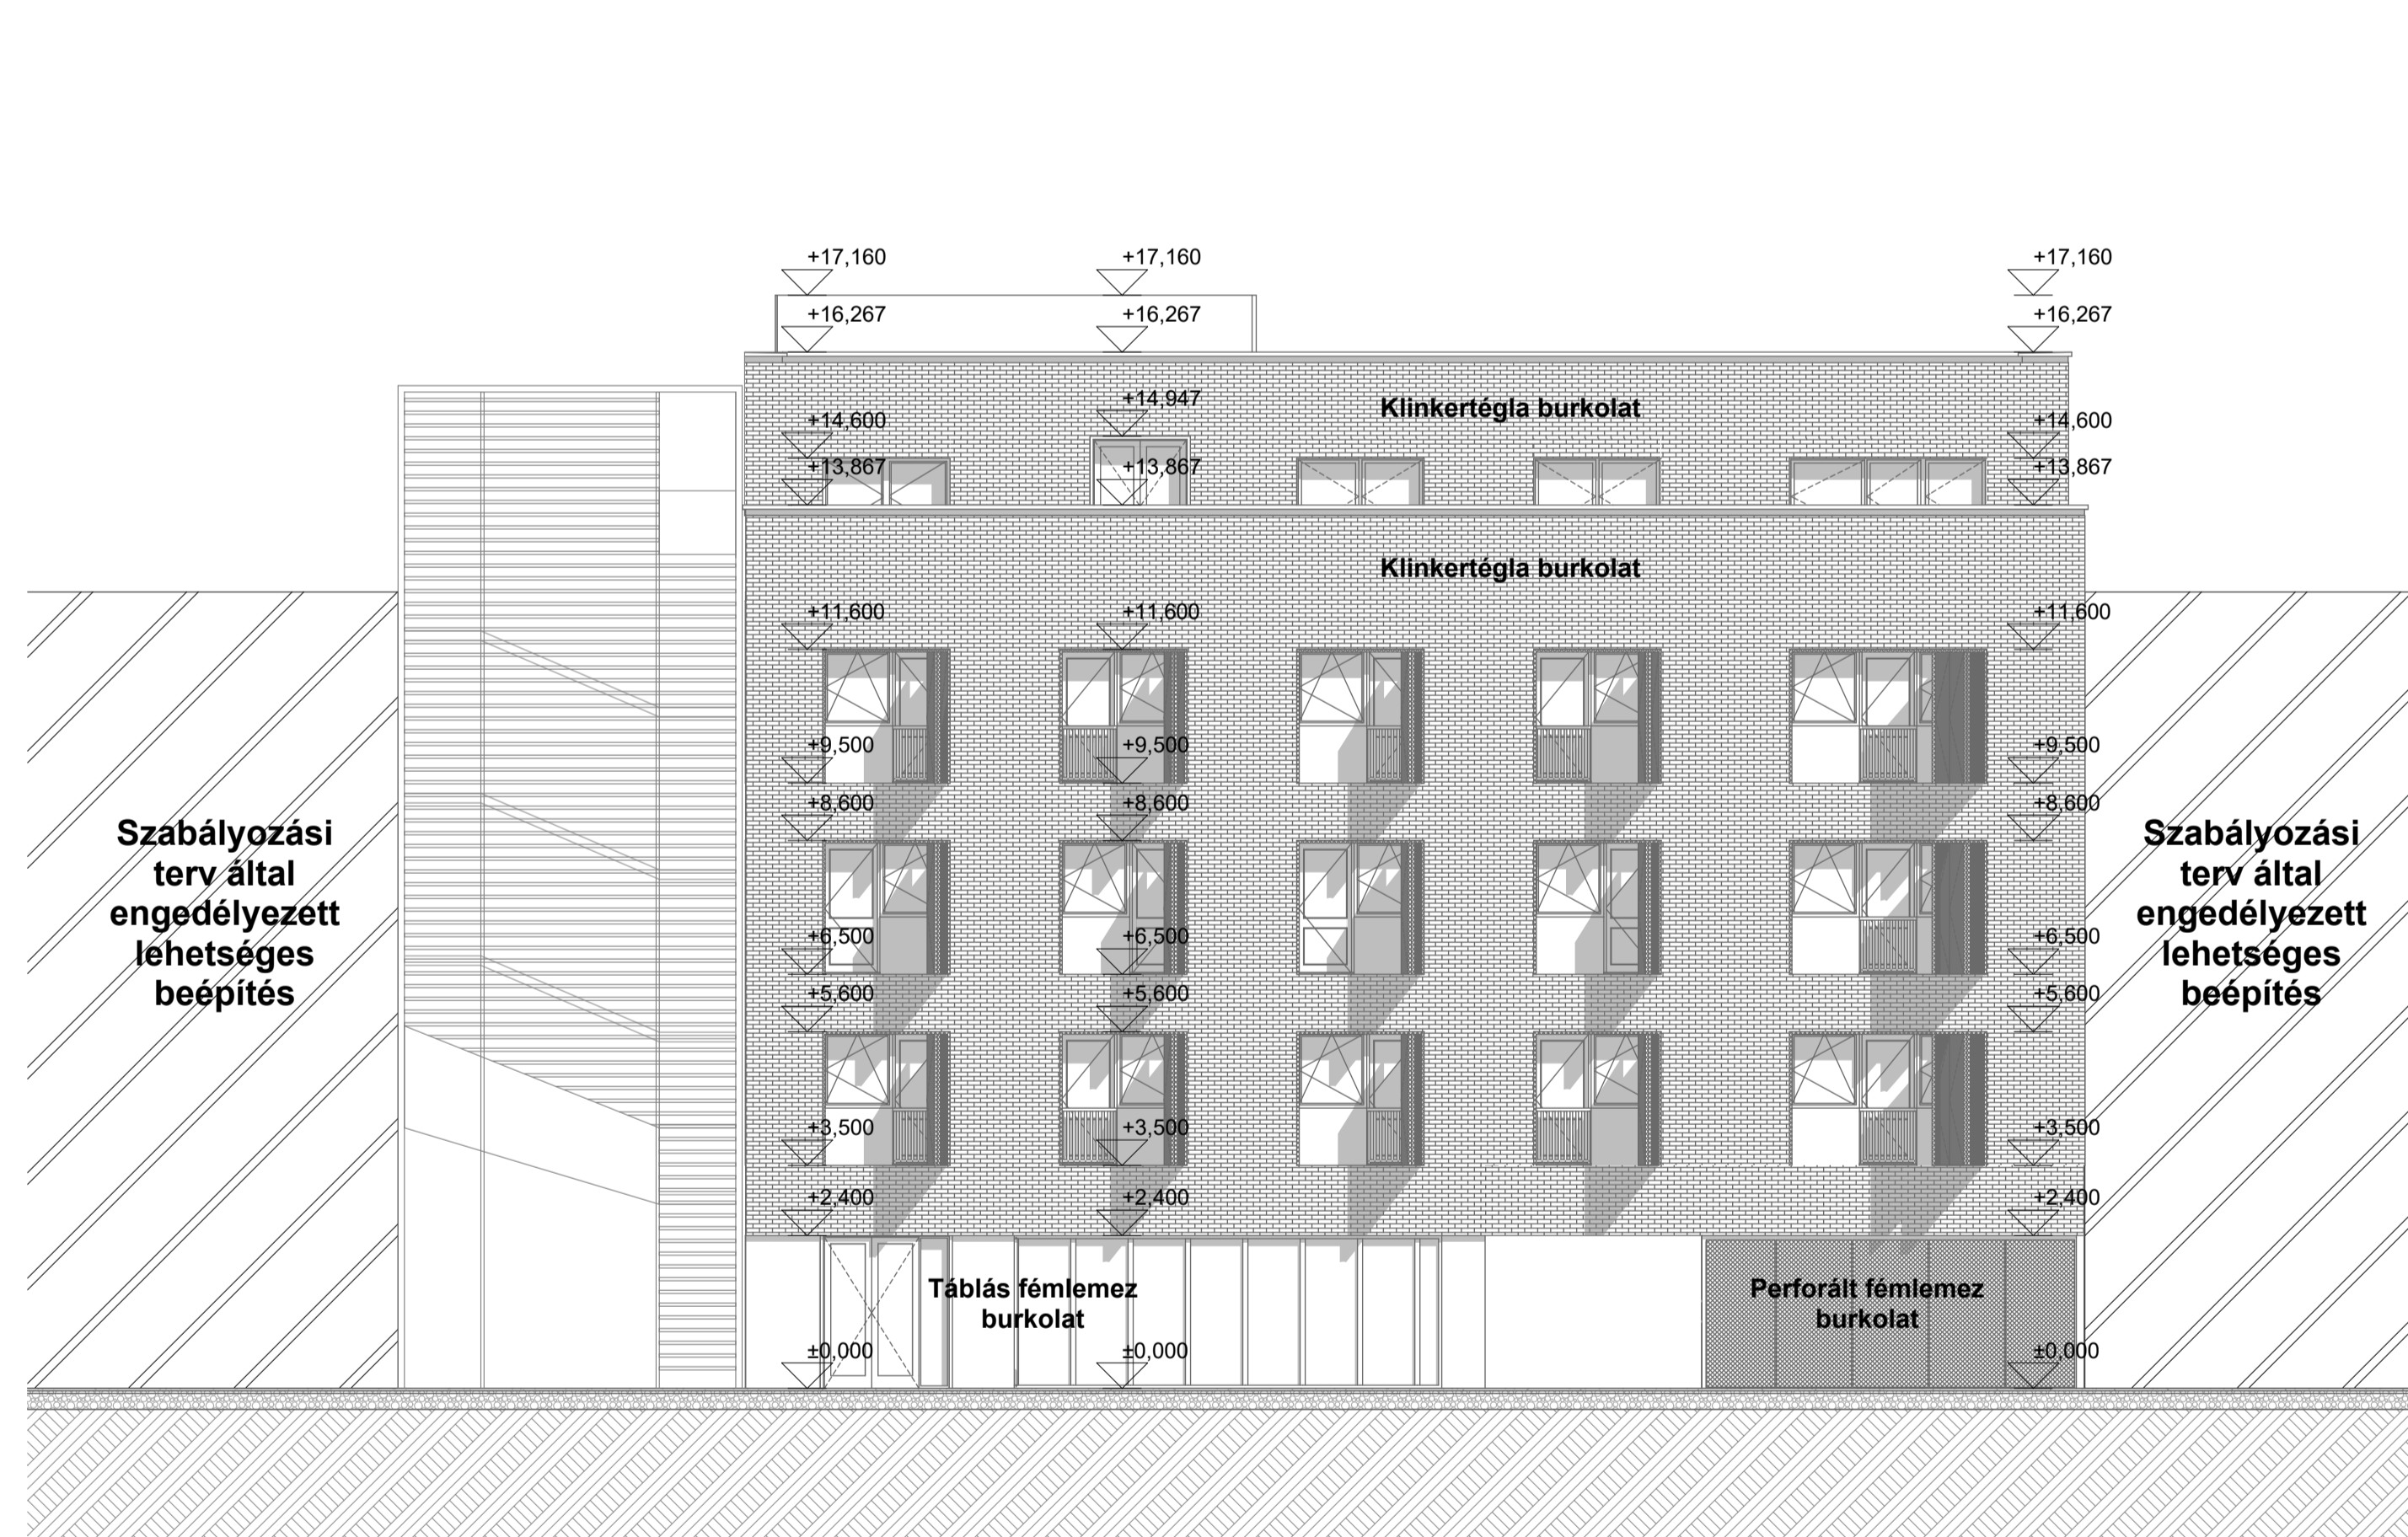 +17,160 +17,160 +17,160
+16,267 +16,267 +16,267
+14,947
Klinkertégla burkolat
+14,600 +14,600
+13,867 +13,867 +13,867
Klinkertégla burkolat
+11,600 +11,600 +11,600
+9,500 +9,500 +9,500
+8,600 +8,600 +8,600
Szabályozási
terv által
engedélyezett
lehetséges
beépítés
Szabályozási
terv által
engedélyezett
lehetséges
beépítés
+6,500 +6,500 +6,500
+5,600 +5,600 +5,600
+3,500 +3,500 +3,500
+2,400 +2,400 +2,400
Táblás fémlemez
burkolat
Perforált fémlemez
burkolat
±0,000 ±0,000 ±0,000